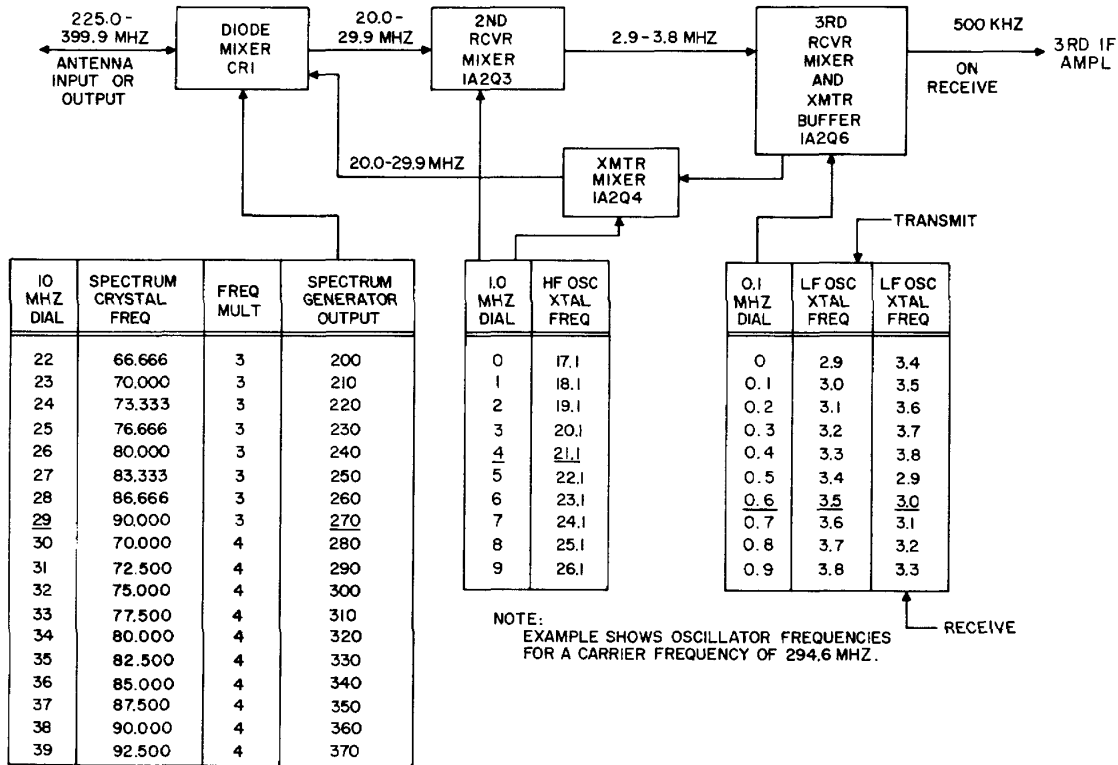 225.0-
399.9 MHZ
ANTENNA
INPUT OR
OUTPUT
DIODE
MIXER
CR1
20.0-
29.9 MHZ
2ND
RCVR
MIXER
1A2Q3
2.9-3.8 MHZ
3RD
RCVR
MIXER
AND
XMTR
BUFFER
1A2Q6
500 KHZ
ON
RECEIVE
3RD IF
AMPL
20.0-29.9 MHZ
XMTR
MIXER
1A2Q4
TRANSMIT
10 MHZ DIAL SPECTRUM CRYSTAL FREQ FREQ MULT SPECTRUM GENERATOR OUTPUT
22 66.666 3 200
23 70.000 3 210
24 73.333 3 220
25 76.666 3 230
26 80.000 3 240
27 83.333 3 250
28 86.666 3 260
29 90.000 3 270
30 70.000 4 280
31 72.500 4 290
32 75.000 4 300
33 77.500 4 310
34 80.000 4 320
35 82.500 4 330
36 85.000 4 340
37 87.500 4 350
38 90.000 4 360
39 92.500 4 370
1.0 MHZ DIAL HF OSC XTAL FREQ
0 17.1
1 18.1
2 19.1
3 20.1
4 21.1
5 22.1
6 23.1
7 24.1
8 25.1
9 26.1
0.1 MHZ DIAL LF OSC XTAL FREQ LF OSC XTAL FREQ
0 2.9 3.4
0.1 3.0 3.5
0.2 3.1 3.6
0.3 3.2 3.7
0.4 3.3 3.8
0.5 3.4 2.9
0.6 3.5 3.0
0.7 3.6 3.1
0.8 3.7 3.2
0.9 3.8 3.3
RECEIVE
NOTE:
EXAMPLE SHOWS OSCILLATOR FREQUENCIES
FOR A CARRIER FREQUENCY OF 294.6 MHZ.